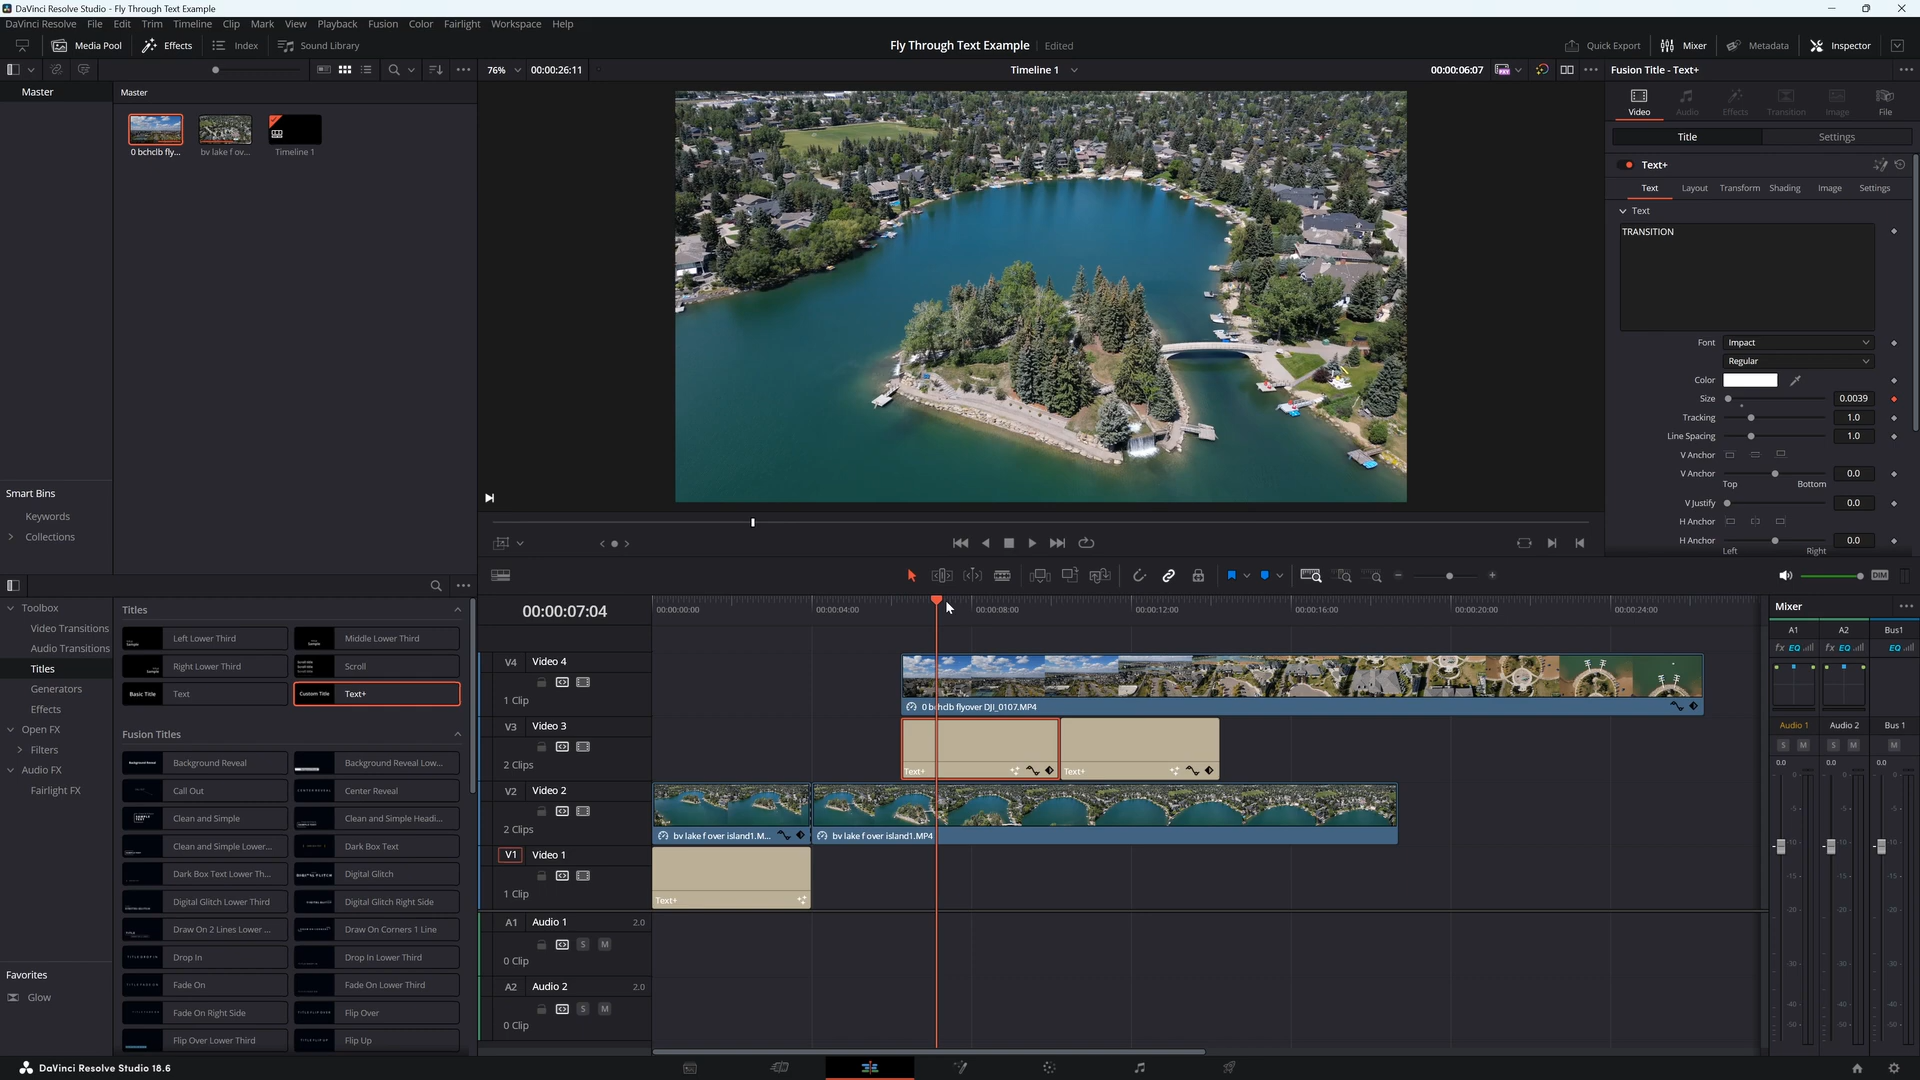 DaVinci Resolve Studio - Fly Through Text Example
DaVinci Resolve File Edit Trim Timeline Clip Mark View Playback Fusion Color Fairlight Workspace Help
Media Pool Effects Index Sound Library
Fly Through Text Example Edited
Quick Export Mixer Metadata Inspector
76% 00:00:26:11
Timeline 1
00:00:06:07
Fusion Title - Text+
Master
Master
0 bchclb fly...
bv lake f ov...
Timeline 1
Smart Bins
Keywords
Collections
Video Audio Effects Transition Image File
Title Settings
Text+
Text Layout Transform Shading Image Settings
Text
TRANSITION
Font Impact
Regular
Color
Size 0.0039
Tracking 1.0
Line Spacing 1.0
V Anchor
V Anchor 0.0
Top Bottom
V Justify 0.0
H Anchor
H Anchor 0.0
Left Right
DIM
Toolbox
Video Transitions
Audio Transitions
Titles
Generators
Effects
Open FX
Filters
Audio FX
Fairlight FX
Favorites
Glow
Titles
Left Lower Third
Middle Lower Third
Right Lower Third
Scroll
Basic Title Text
Custom Title Text+
Fusion Titles
Background Reveal
Background Reveal Low...
Call Out
Center Reveal
Clean and Simple
Clean and Simple Headi...
Clean and Simple Lower...
Dark Box Text
Dark Box Text Lower Th...
Digital Glitch
Digital Glitch Lower Third
Digital Glitch Right Side
Draw On 2 Lines Lower ...
Draw On Corners 1 Line
Drop In
Drop In Lower Third
Fade On
Fade On Lower Third
Fade On Right Side
Flip Over
Flip Over Lower Third
Flip Up
00:00:07:04
00:00:00:00 00:00:04:00 00:00:08:00 00:00:12:00 00:00:16:00 00:00:20:00 00:00:24:00
V4 Video 4
1 Clip
0 bchclb flyover DJI_0107.MP4
V3 Video 3
2 Clips
Text+
Text+
V2 Video 2
2 Clips
bv lake f over island1.M...
bv lake f over island1.MP4
V1 Video 1
1 Clip
Text+
A1 Audio 1 2.0
S M
0 Clip
A2 Audio 2 2.0
S M
0 Clip
Mixer
A1 A2 Bus1
fx EQ fx EQ EQ
Audio 1 Audio 2 Bus 1
S M S M M
0.0 0.0 0.0
DaVinci Resolve Studio 18.6